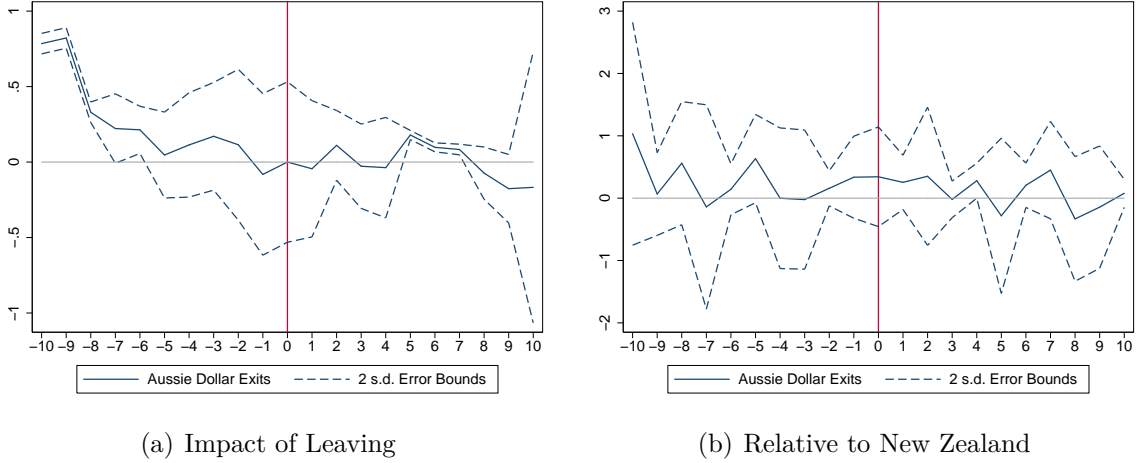 1
.5
0
-.5
-1
-10 -9 -8 -7 -6 -5 -4 -3 -2 -1 0 1 2 3 4 5 6 7 8 9 10
Aussie Dollar Exits 2 s.d. Error Bounds
(a) Impact of Leaving
3
2
1
0
-1
-2
-10 -9 -8 -7 -6 -5 -4 -3 -2 -1 0 1 2 3 4 5 6 7 8 9 10
Aussie Dollar Exits 2 s.d. Error Bounds
(b) Relative to New Zealand